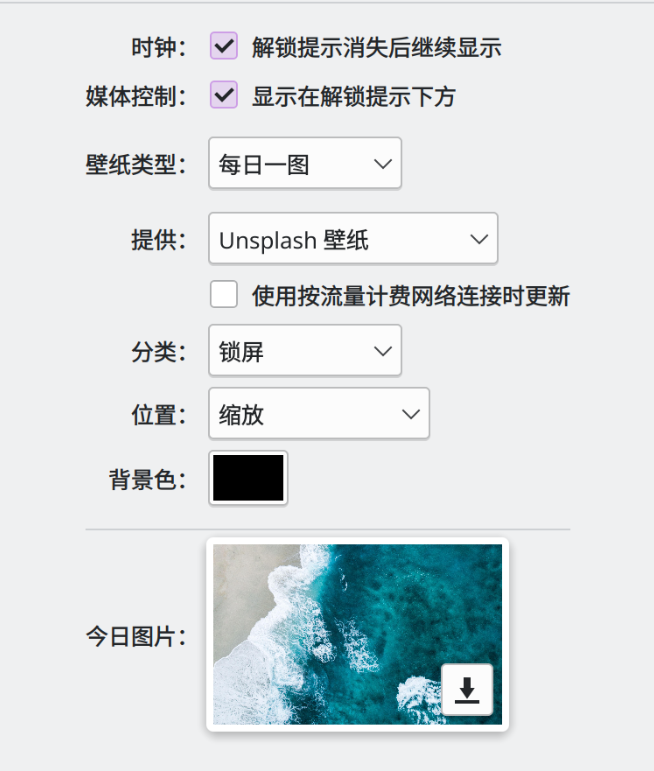 时钟： 解锁提示消失后继续显示
媒体控制： 显示在解锁提示下方
壁纸类型： 每日一图
提供： Unsplash 壁纸
使用按流量计费网络连接时更新
分类： 锁屏
位置： 缩放
背景色：
今日图片：